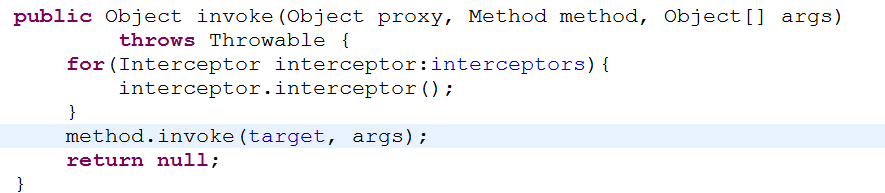 public Object invoke(Object proxy, Method method, Object[] args)
        throws Throwable {
    for(Interceptor interceptor:interceptors){
        interceptor.interceptor();
    }
    method.invoke(target, args);
    return null;
}